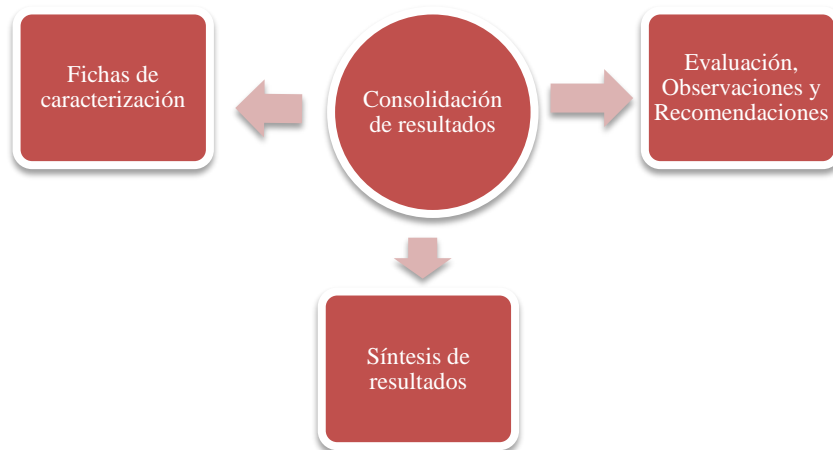 Fichas de
caracterización
Consolidación
de resultados
Evaluación,
Observaciones y
Recomendaciones
Síntesis de
resultados